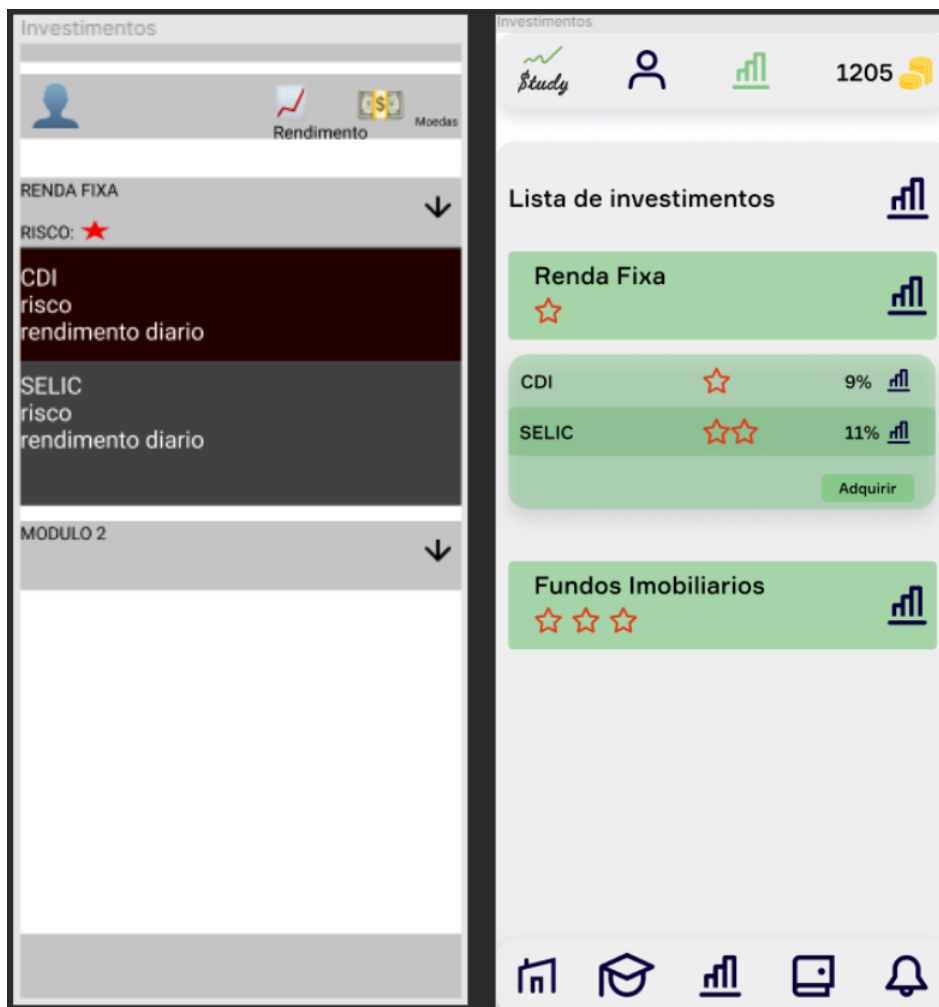 Investimentos
Rendimento
Moedas
RENDA FIXA
RISCO:
CDI
risco
rendimento diario
SELIC
risco
rendimento diario
MODULO 2
Investimentos
$tudy
1205
Lista de investimentos
Renda Fixa
CDI 9%
SELIC 11%
Adquirir
Fundos Imobiliarios